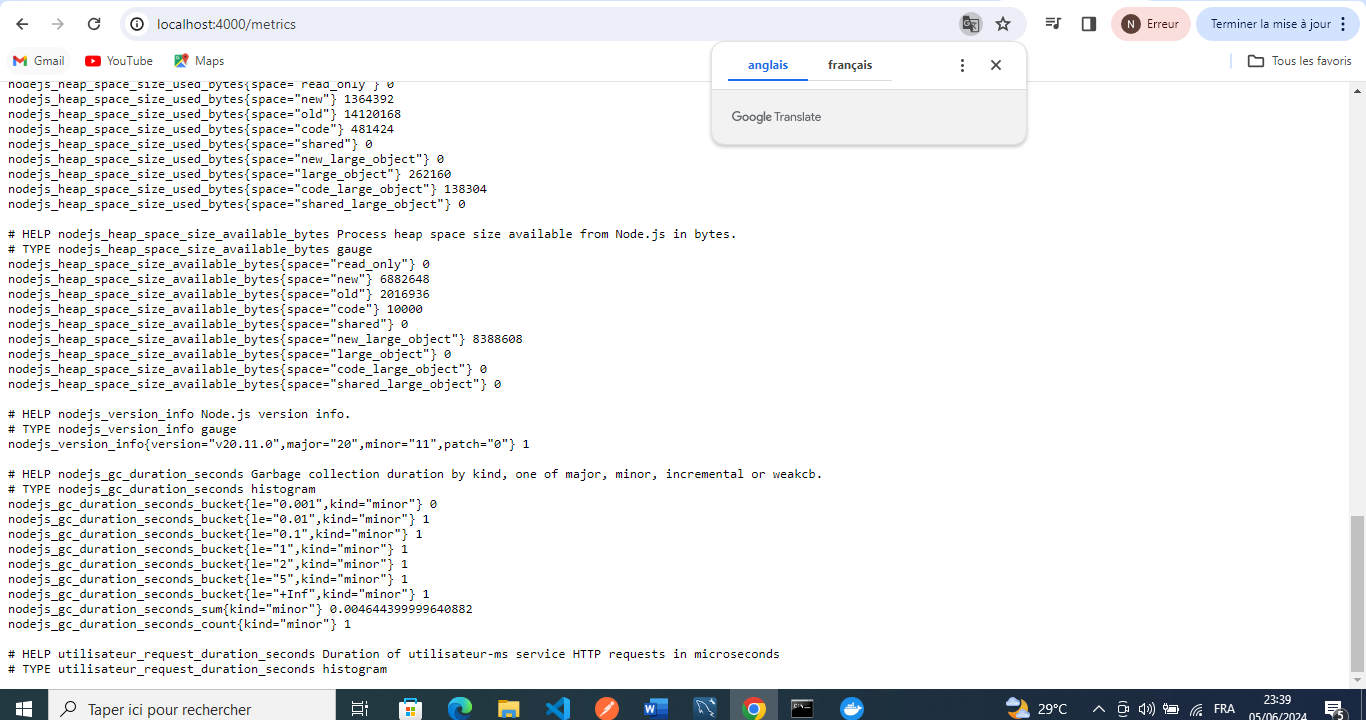 localhost:4000/metrics
Erreur
Terminer la mise à jour
Gmail
YouTube
Maps
Tous les favoris
anglais
français
Google Translate
nodejs_heap_space_size_used_bytes{space="read_only"} 0
nodejs_heap_space_size_used_bytes{space="new"} 1364392
nodejs_heap_space_size_used_bytes{space="old"} 14120168
nodejs_heap_space_size_used_bytes{space="code"} 481424
nodejs_heap_space_size_used_bytes{space="shared"} 0
nodejs_heap_space_size_used_bytes{space="new_large_object"} 0
nodejs_heap_space_size_used_bytes{space="large_object"} 262160
nodejs_heap_space_size_used_bytes{space="code_large_object"} 138304
nodejs_heap_space_size_used_bytes{space="shared_large_object"} 0
# HELP nodejs_heap_space_size_available_bytes Process heap space size available from Node.js in bytes.
# TYPE nodejs_heap_space_size_available_bytes gauge
nodejs_heap_space_size_available_bytes{space="read_only"} 0
nodejs_heap_space_size_available_bytes{space="new"} 6882648
nodejs_heap_space_size_available_bytes{space="old"} 2016936
nodejs_heap_space_size_available_bytes{space="code"} 10000
nodejs_heap_space_size_available_bytes{space="shared"} 0
nodejs_heap_space_size_available_bytes{space="new_large_object"} 8388608
nodejs_heap_space_size_available_bytes{space="large_object"} 0
nodejs_heap_space_size_available_bytes{space="code_large_object"} 0
nodejs_heap_space_size_available_bytes{space="shared_large_object"} 0
# HELP nodejs_version_info Node.js version info.
# TYPE nodejs_version_info gauge
nodejs_version_info{version="v20.11.0",major="20",minor="11",patch="0"} 1
# HELP nodejs_gc_duration_seconds Garbage collection duration by kind, one of major, minor, incremental or weakcb.
# TYPE nodejs_gc_duration_seconds histogram
nodejs_gc_duration_seconds_bucket{le="0.001",kind="minor"} 0
nodejs_gc_duration_seconds_bucket{le="0.01",kind="minor"} 1
nodejs_gc_duration_seconds_bucket{le="0.1",kind="minor"} 1
nodejs_gc_duration_seconds_bucket{le="1",kind="minor"} 1
nodejs_gc_duration_seconds_bucket{le="2",kind="minor"} 1
nodejs_gc_duration_seconds_bucket{le="5",kind="minor"} 1
nodejs_gc_duration_seconds_bucket{le="+Inf",kind="minor"} 1
nodejs_gc_duration_seconds_sum{kind="minor"} 0.004644399999640882
nodejs_gc_duration_seconds_count{kind="minor"} 1
# HELP utilisateur_request_duration_seconds Duration of utilisateur-ms service HTTP requests in microseconds
# TYPE utilisateur_request_duration_seconds histogram
Taper ici pour rechercher
29°C
FRA
23:39
05/06/2024
5